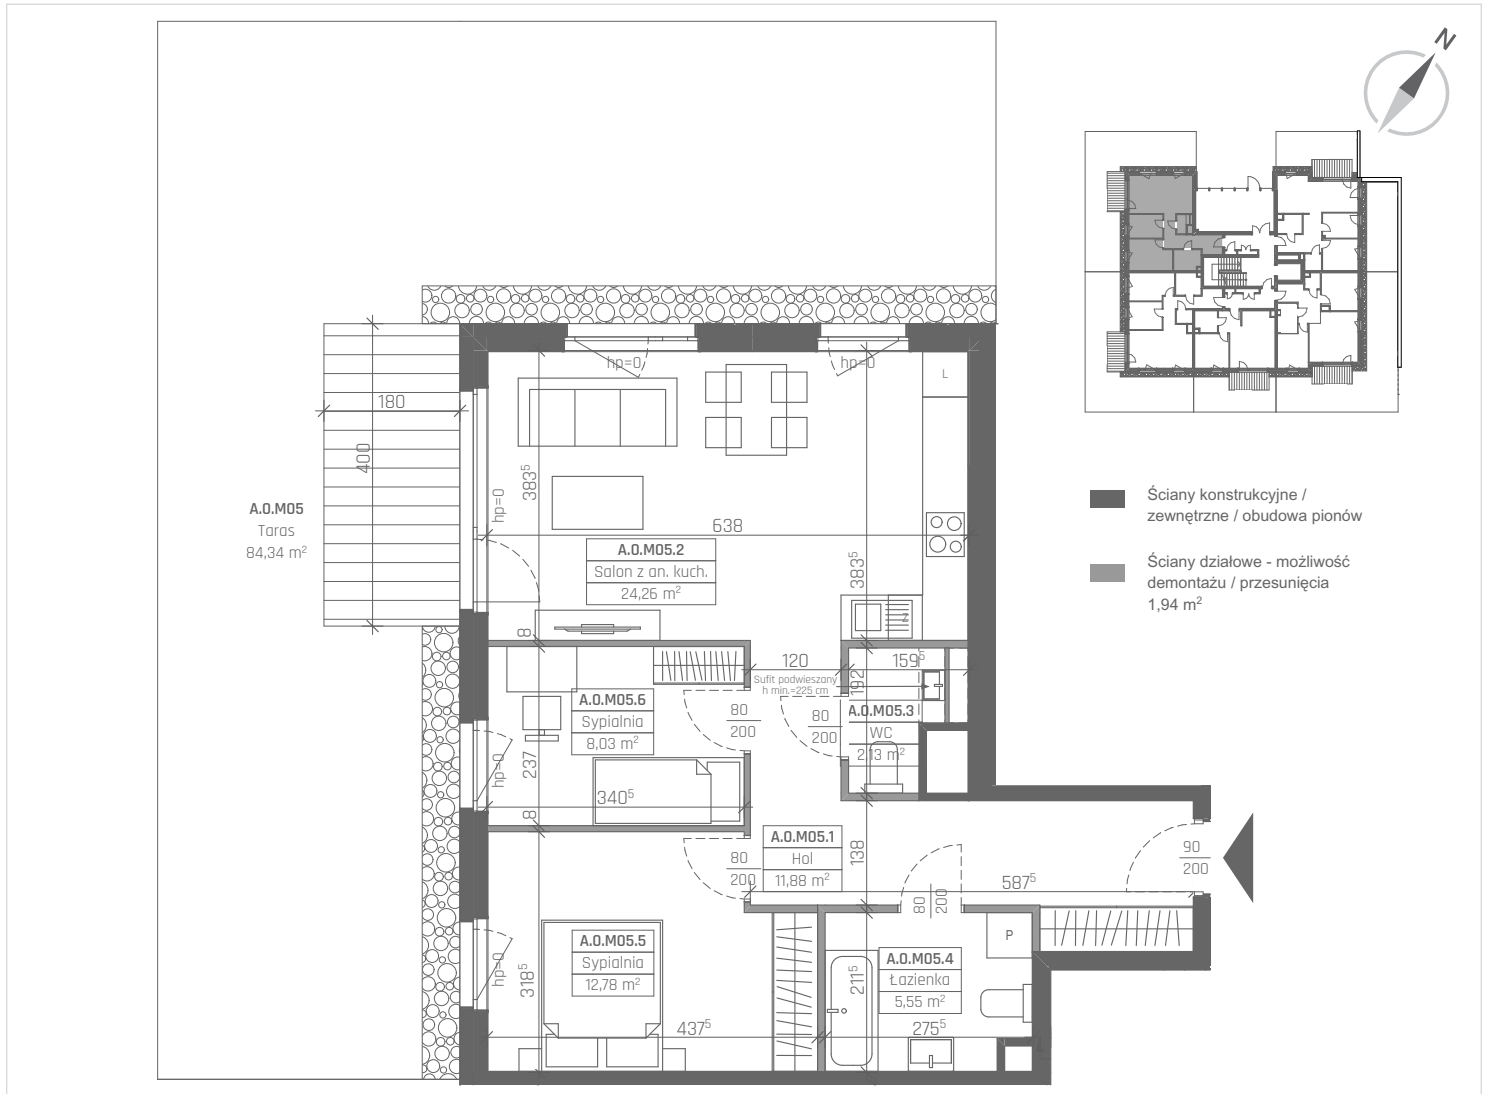 N
hp=0
hp=0
L
180
400
383⁵
hp=0
A.0.M05
Taras
84,34 m²
638
A.0.M05.2
Salon z an. kuch.
24,26 m²
383⁵
Z
8
120
159⁵
Sufit podwieszany
h min.=225 cm
192
A.0.M05.6
Sypialnia
8,03 m²
80
200
80
200
A.0.M05.3
WC
2,13 m²
hp=0
237
340⁵
8
A.0.M05.1
Hol
11,88 m²
138
80
200
90
200
587⁵
80
200
P
A.0.M05.5
Sypialnia
12,78 m²
hp=0
318⁵
A.0.M05.4
Łazienka
5,55 m²
211⁵
437⁵
275⁵
Ściany konstrukcyjne /
zewnętrzne / obudowa pionów
Ściany działowe - możliwość
demontażu / przesunięcia
1,94 m²